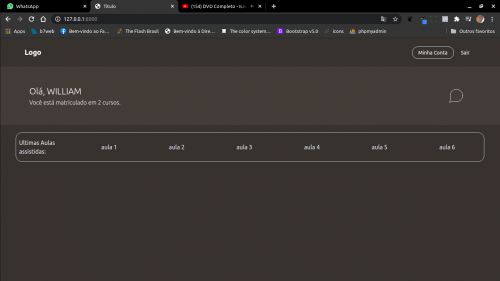 WhatsApp
Título
(154) DVD Completo - Isra
127.0.0.1:8000
Apps
b7web
Bem-vindo ao Fa...
The Flash Brasil
Bem-vindo à Dire...
The color system...
Bootstrap v5.0
icons
phpmyadmin
Outros favoritos
Logo
Minha Conta
Sair
Olá, WILLIAM
Você está matriculado em 2 cursos.
Ultimas Aulas
assistidas:
aula 1
aula 2
aula 3
aula 4
aula 5
aula 6